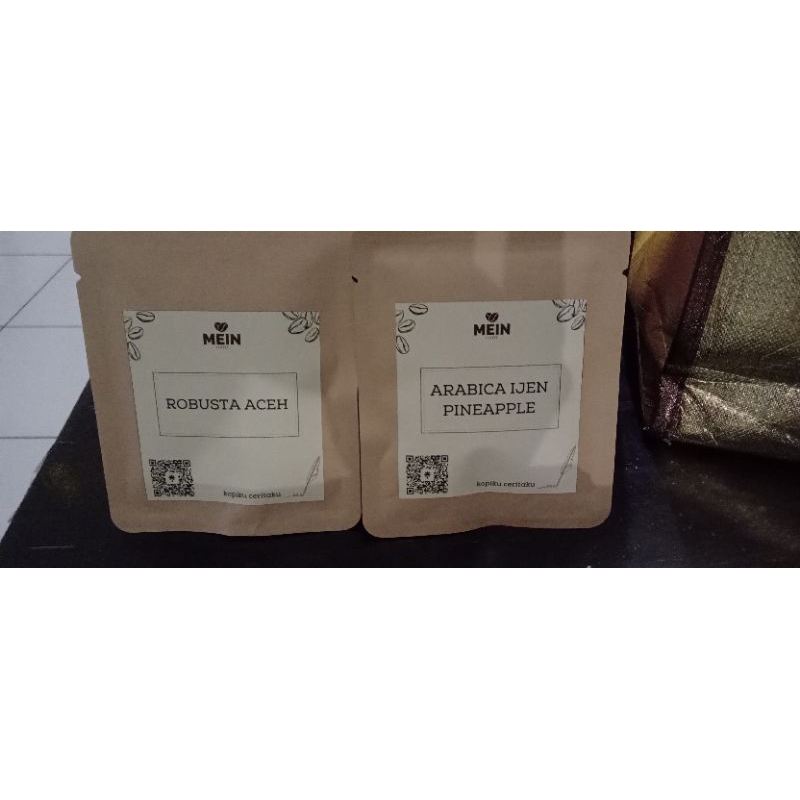 MEIN
ROBUSTA ACEH
kopiku ceritaku
MEIN
ARABICA IJEN
PINEAPPLE
kopiku ceritaku